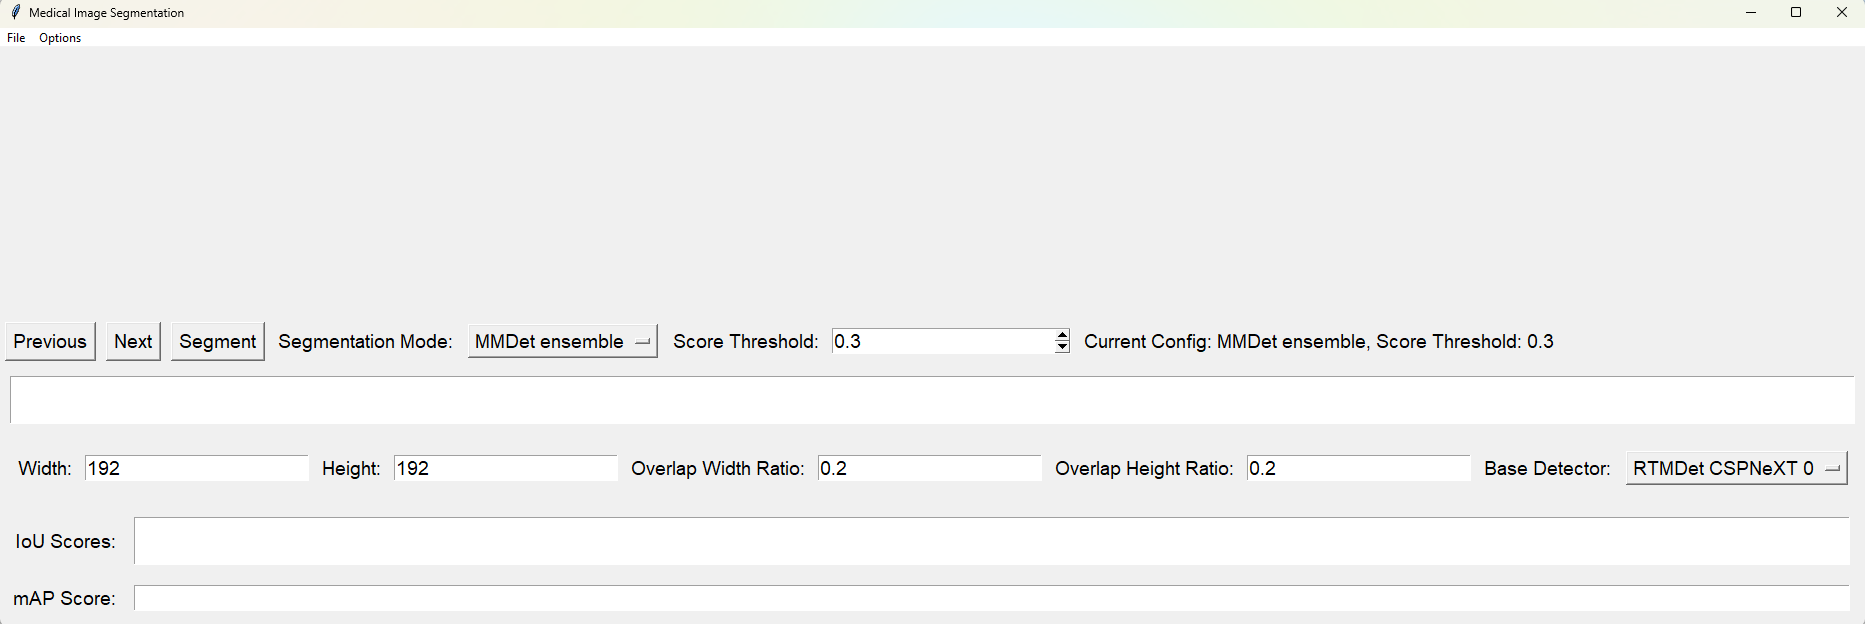 Medical Image Segmentation
File Options
Previous Next Segment Segmentation Mode: MMDet ensemble Score Threshold: 0.3 Current Config: MMDet ensemble, Score Threshold: 0.3
Width: 192 Height: 192 Overlap Width Ratio: 0.2 Overlap Height Ratio: 0.2 Base Detector: RTMDet CSPNeXT 0
IoU Scores:
mAP Score: